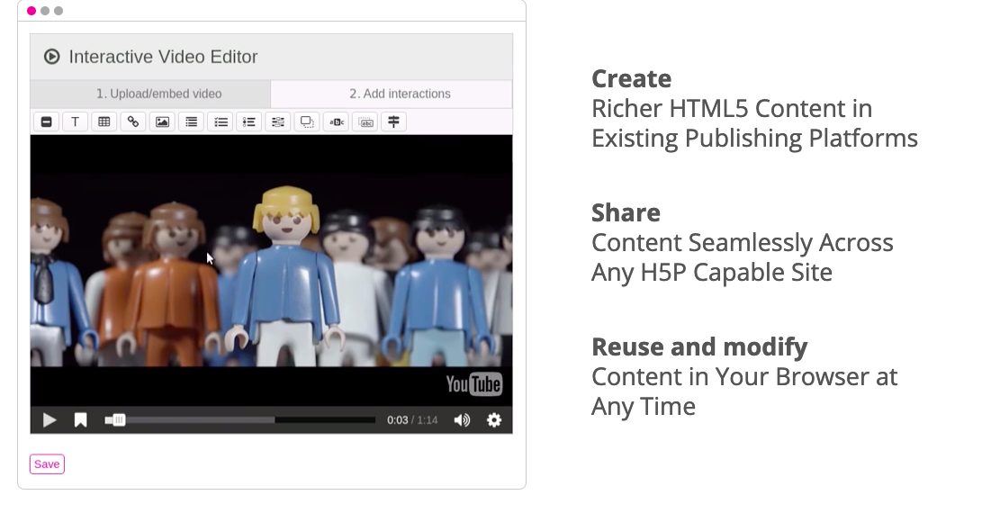 Interactive Video Editor
1. Upload/embed video
2. Add interactions
T
aBc
abc
YouTube
0:03 / 1:14
Save
Create
Richer HTML5 Content in
Existing Publishing Platforms
Share
Content Seamlessly Across
Any H5P Capable Site
Reuse and modify
Content in Your Browser at
Any Time